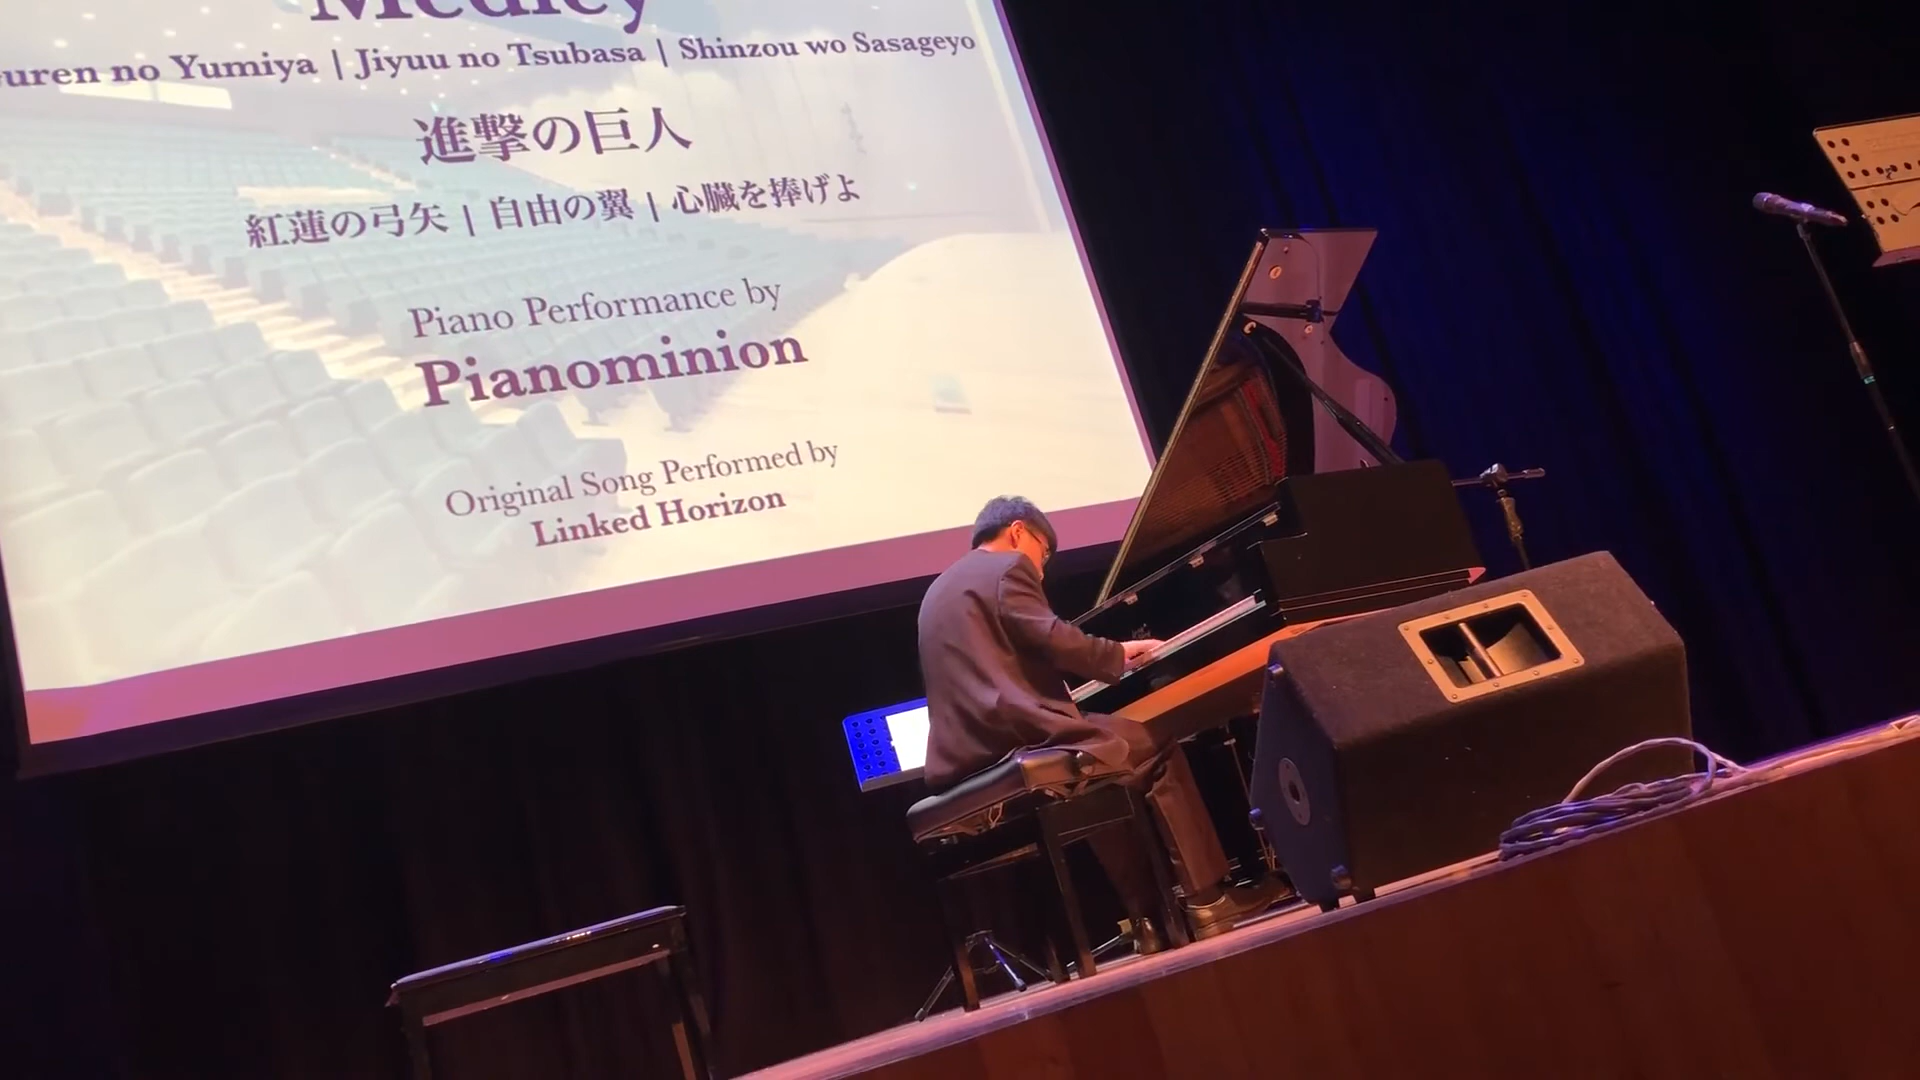 Medley
Guren no Yumiya | Jiyuu no Tsubasa | Shinzou wo Sasageyo
進撃の巨人
紅蓮の弓矢 | 自由の翼 | 心臓を捧げよ
Piano Performance by
Pianominion
Original Song Performed by
Linked Horizon